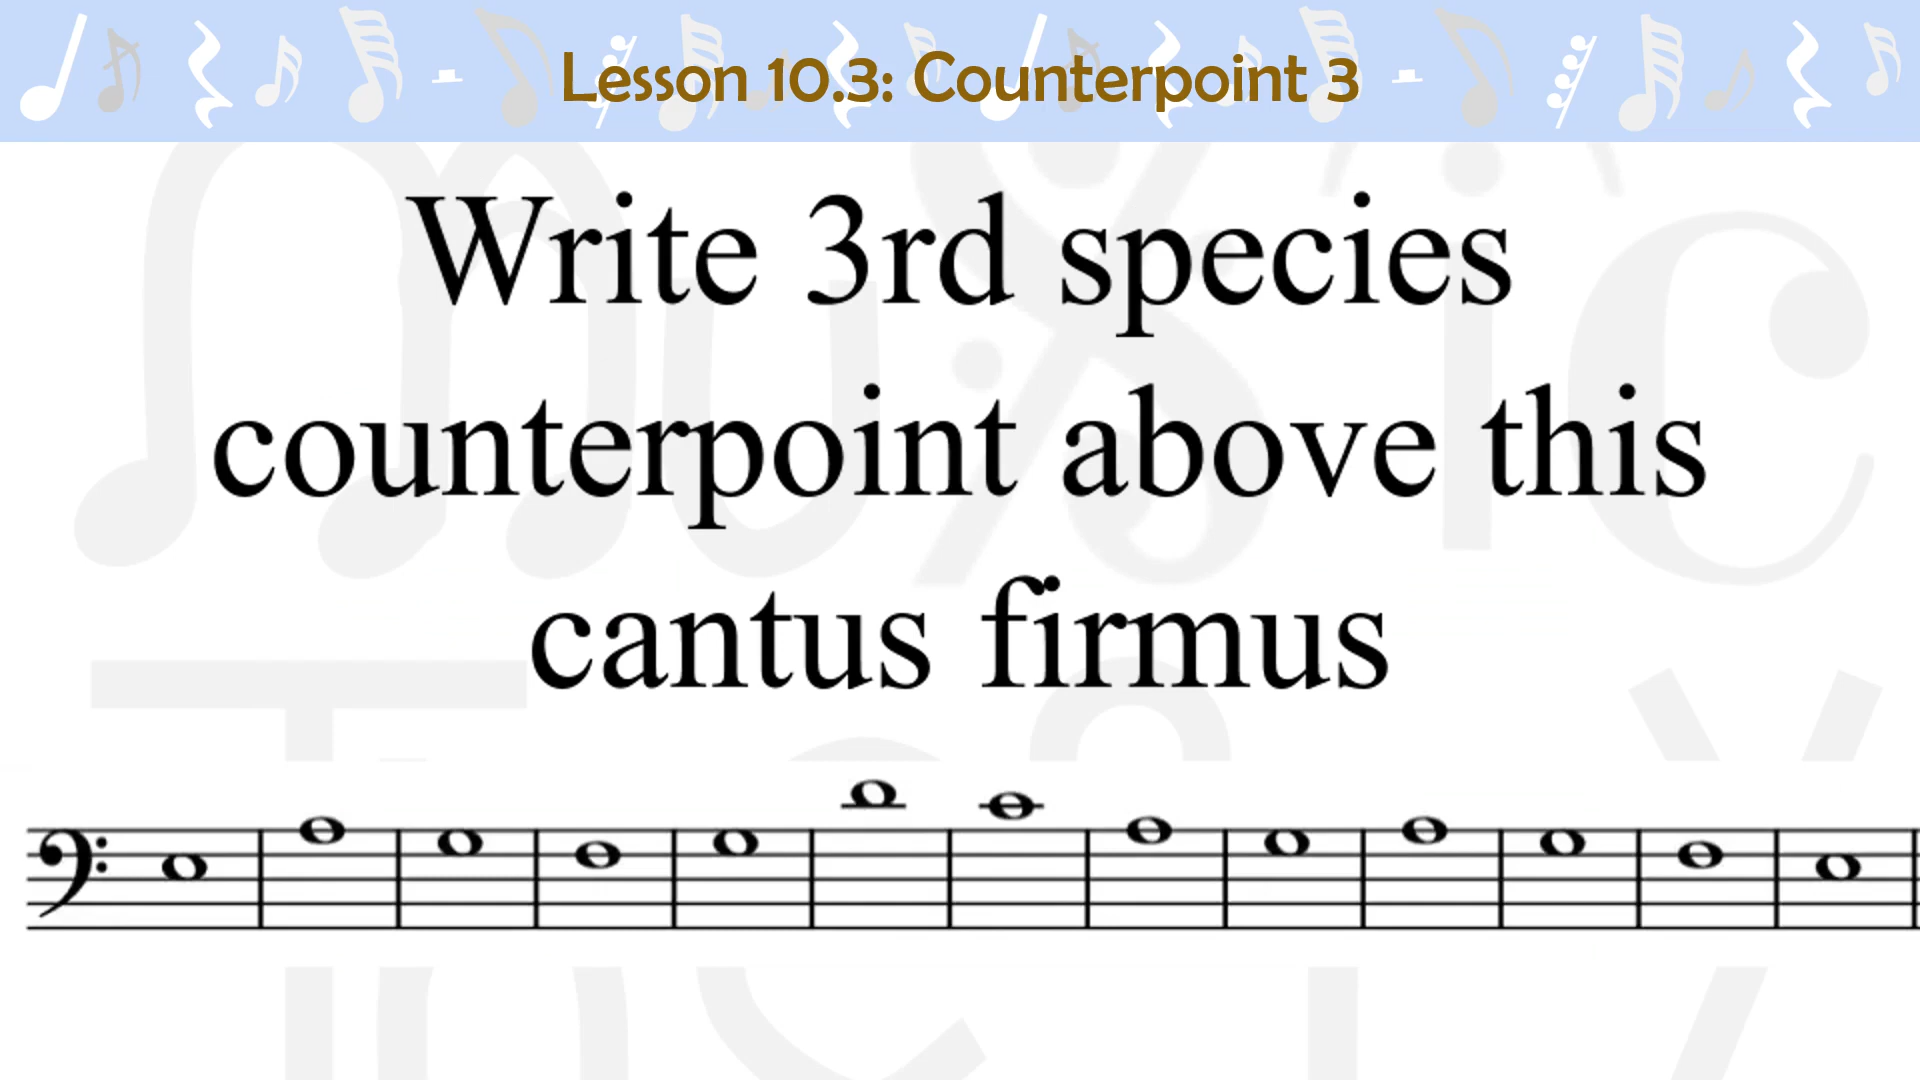 Lesson 10.3: Counterpoint 3
Write 3rd species
counterpoint above this
cantus firmus